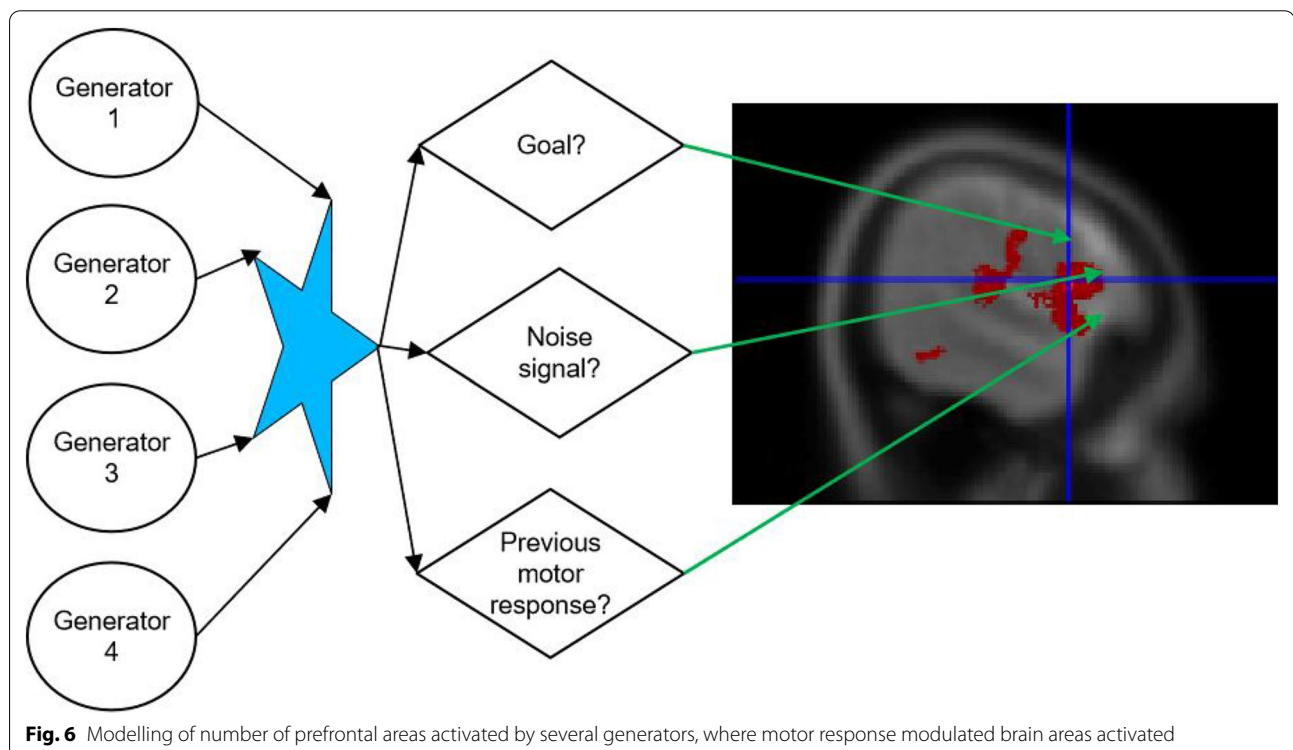 Generator
1
Generator
2
Generator
3
Generator
4
Goal?
Noise
signal?
Previous
motor
response?
Fig. 6 Modelling of number of prefrontal areas activated by several generators, where motor response modulated brain areas activated